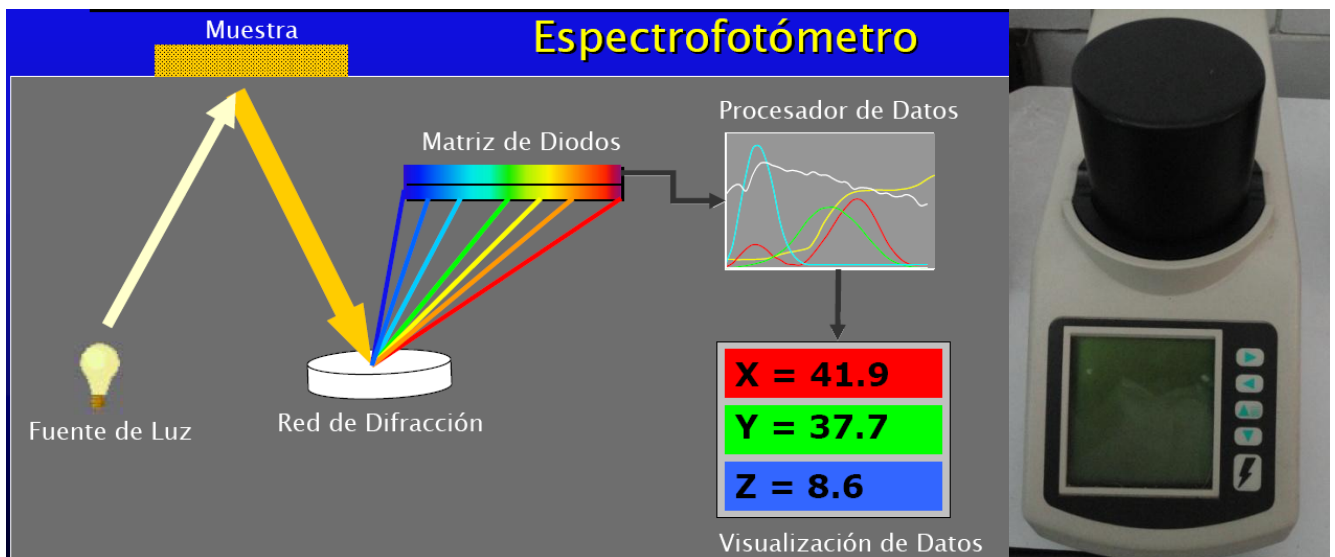 Muestra
Espectrofotómetro
Procesador de Datos
Matriz de Diodos
X = 41.9
Y = 37.7
Z = 8.6
Fuente de Luz
Red de Difracción
Visualización de Datos